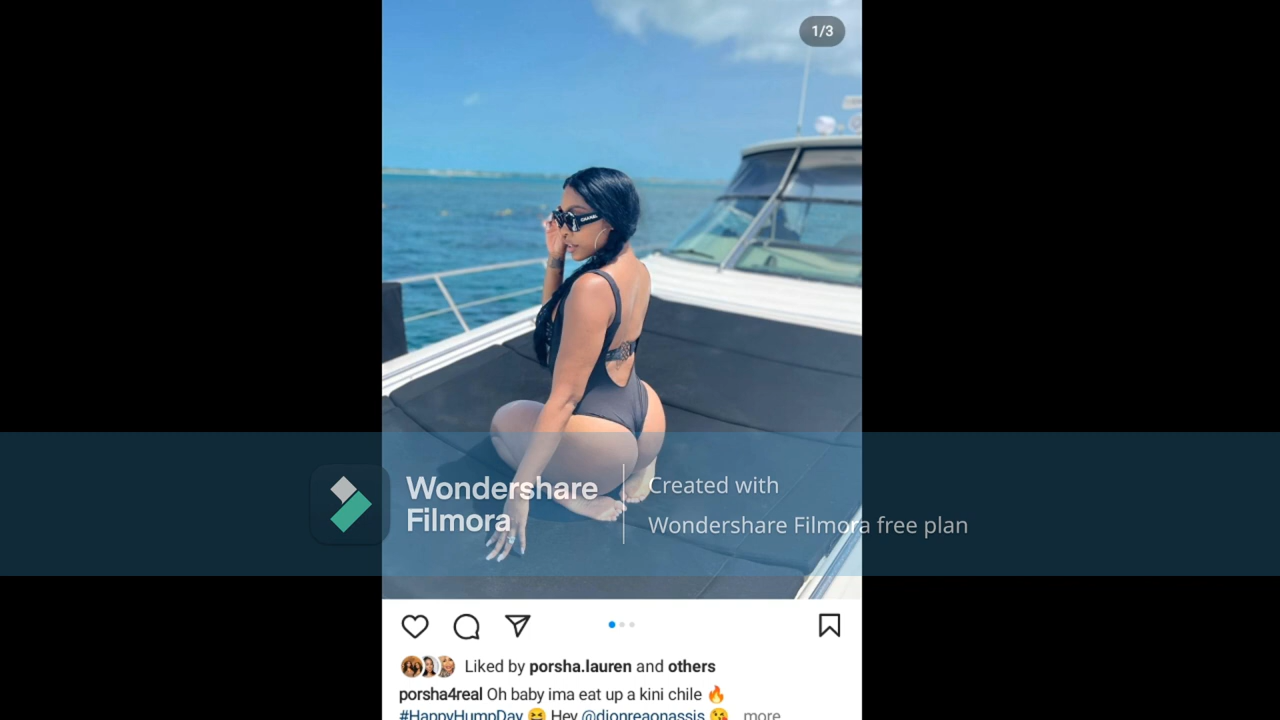 1/3
CHANEL
Wondershare
Filmora
Created with
Wondershare Filmora free plan
Liked by porsha.lauren and others
porsha4real Oh baby ima eat up a kini chile 🔥
#HappyHumpDay 😆 Hey @dionreaonassis 😘 ... more